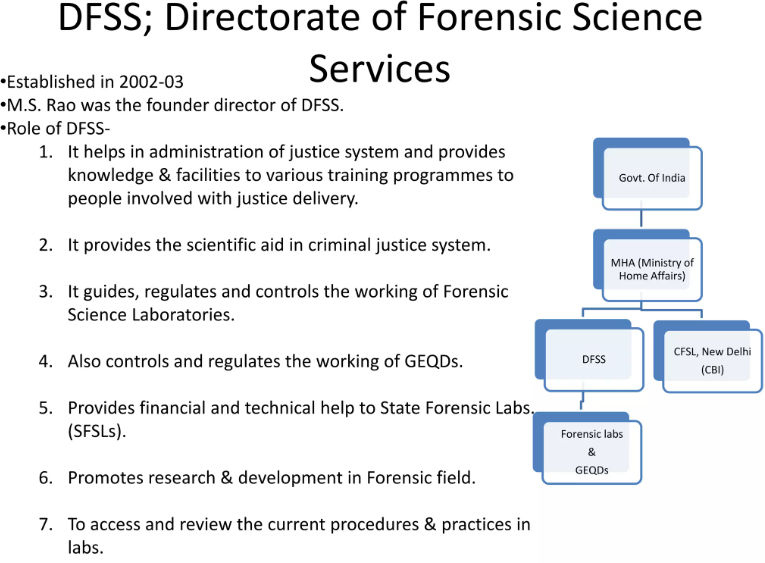 DFSS; Directorate of Forensic Science
Services
•Established in 2002-03
•M.S. Rao was the founder director of DFSS.
•Role of DFSS-
1. It helps in administration of justice system and provides
knowledge & facilities to various training programmes to
people involved with justice delivery.
2. It provides the scientific aid in criminal justice system.
3. It guides, regulates and controls the working of Forensic
Science Laboratories.
4. Also controls and regulates the working of GEQDs.
5. Provides financial and technical help to State Forensic Labs.
(SFSLs).
6. Promotes research & development in Forensic field.
7. To access and review the current procedures & practices in
labs.
Govt. Of India
MHA (Ministry of
Home Affairs)
DFSS
CFSL, New Delhi
(CBI)
Forensic labs
&
GEQDs